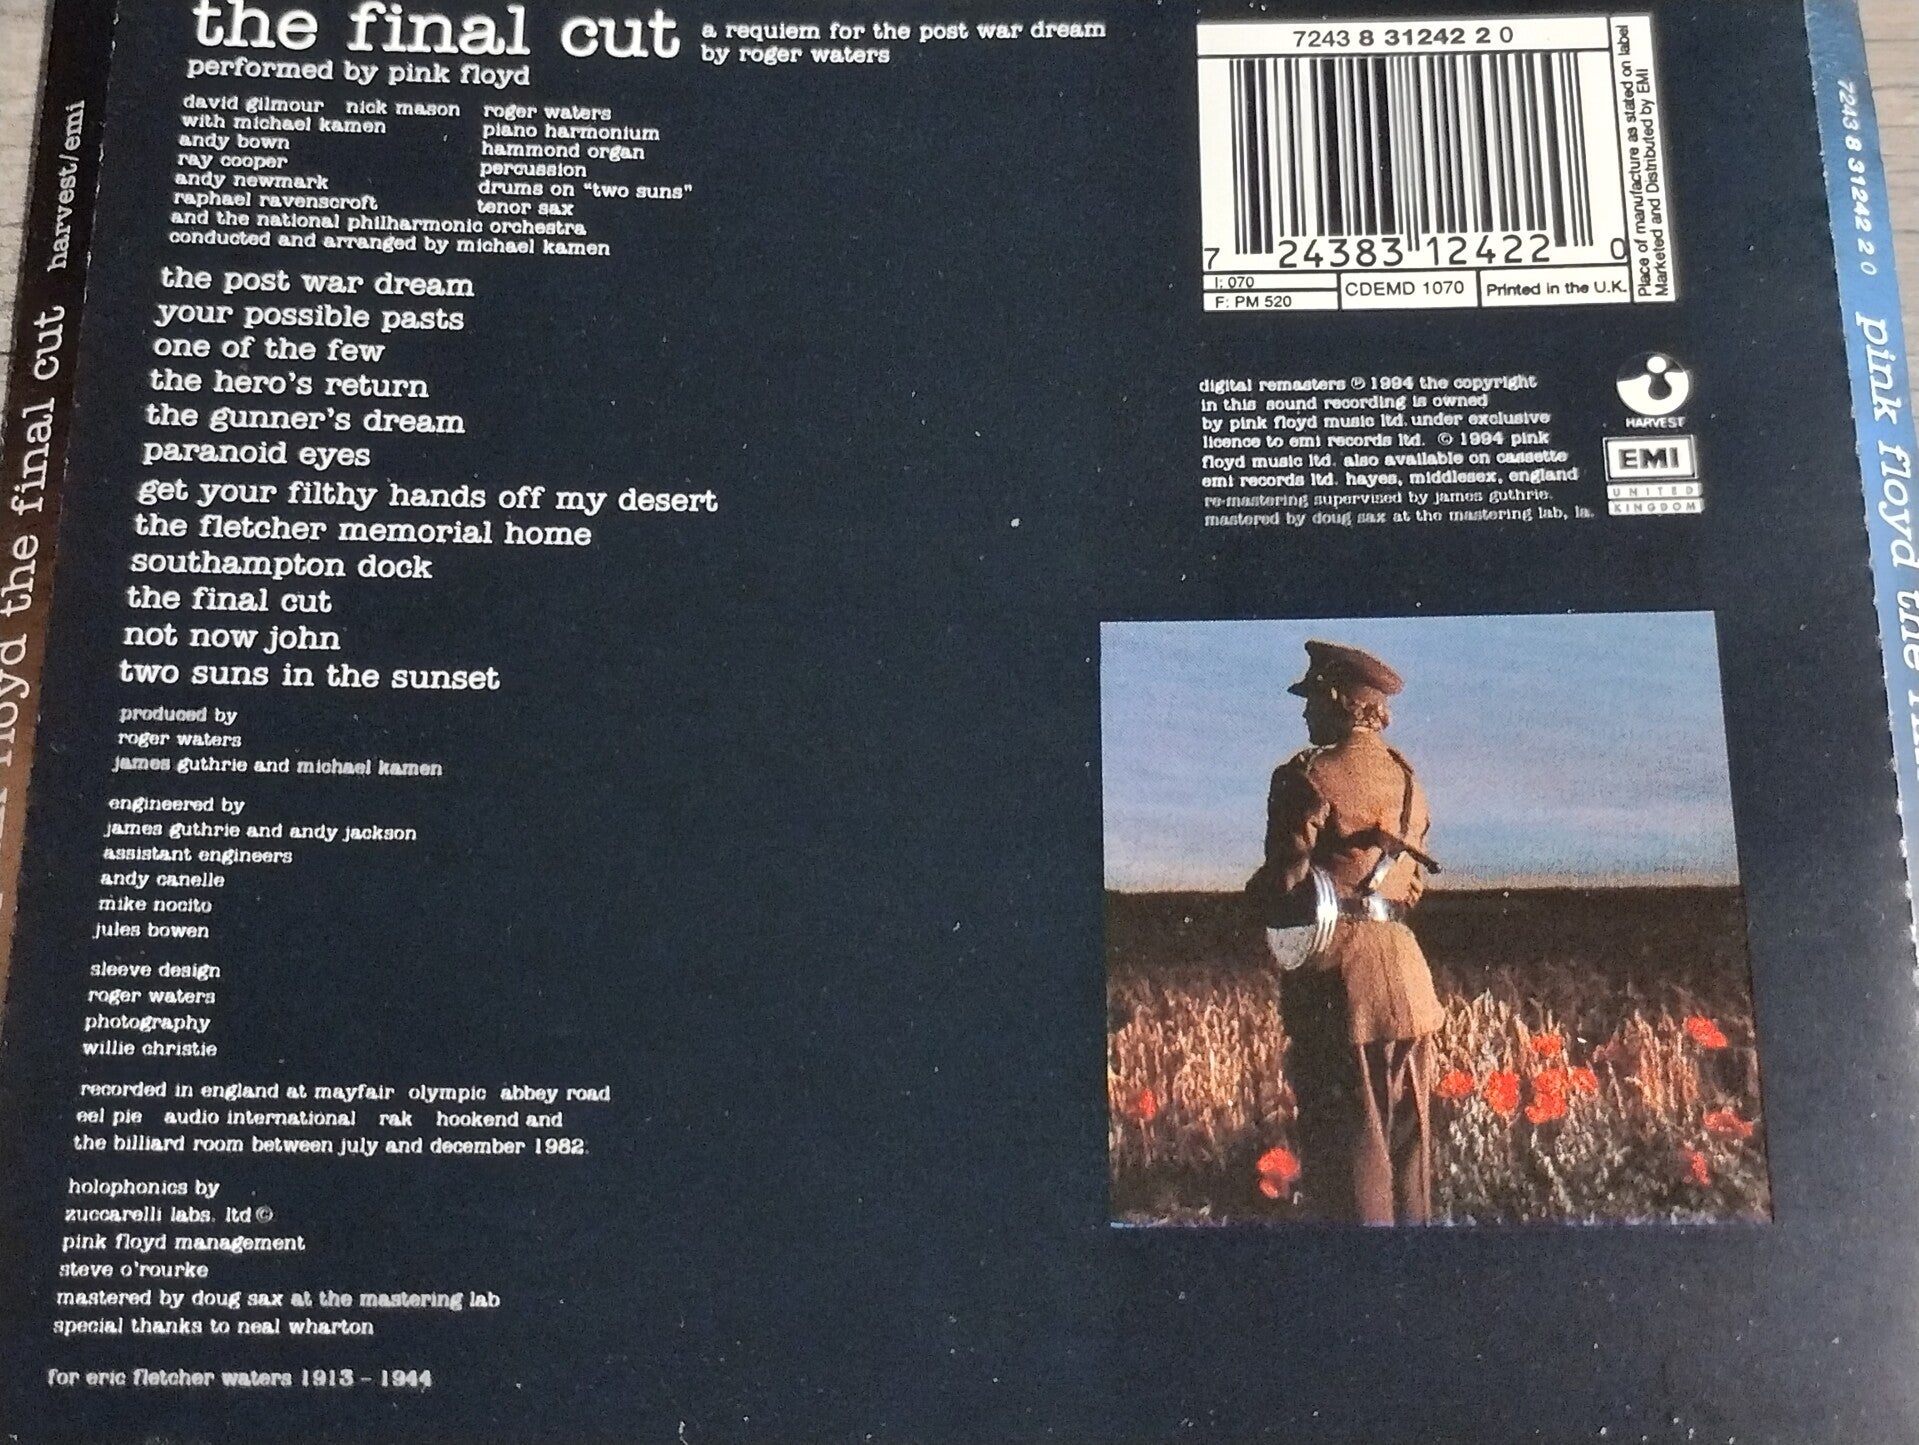 the final cut
a requiem for the post war dream
by roger waters
performed by pink floyd
david gilmour nick mason roger waters
with michael kamen piano harmonium
andy bown hammond organ
ray cooper percussion
andy newmark drums on "two suns"
raphael ravenscroft tenor sax
and the national philharmonic orchestra
conducted and arranged by michael kamen
the post war dream
your possible pasts
one of the few
the hero's return
the gunner's dream
paranoid eyes
get your filthy hands off my desert
the fletcher memorial home
southampton dock
the final cut
not now john
two suns in the sunset
produced by
roger waters
james guthrie and michael kamen
engineered by
james guthrie and andy jackson
assistant engineers
andy canelle
mike nocito
jules bowen
sleeve design
roger waters
photography
willie christie
recorded in england at mayfair olympic abbey road
eel pie audio international rak hookend and
the billiard room between july and december 1982.
holophonics by
zuccarelli labs. ltd ©
pink floyd management
steve o'rourke
mastered by doug sax at the mastering lab
special thanks to neal wharton
for eric fletcher waters 1913 - 1944
7243 8 31242 2 0
7 24383 12422 0
I: 070
F: PM 520
CDEMD 1070
Printed in the U.K.
Place of manufacture as stated on label
Marketed and Distributed by EMI
digital remasters ℗ 1994 the copyright
in this sound recording is owned
by pink floyd music ltd. under exclusive
licence to emi records ltd. © 1994 pink
floyd music ltd. also available on cassette
emi records ltd. hayes, middlesex, england
re-mastering supervised by james guthrie.
mastered by doug sax at the mastering lab, la.
HARVEST
EMI
UNITED
KINGDOM
floyd the final cut harvest/emi
7243 8 31242 2 0 pink floyd the